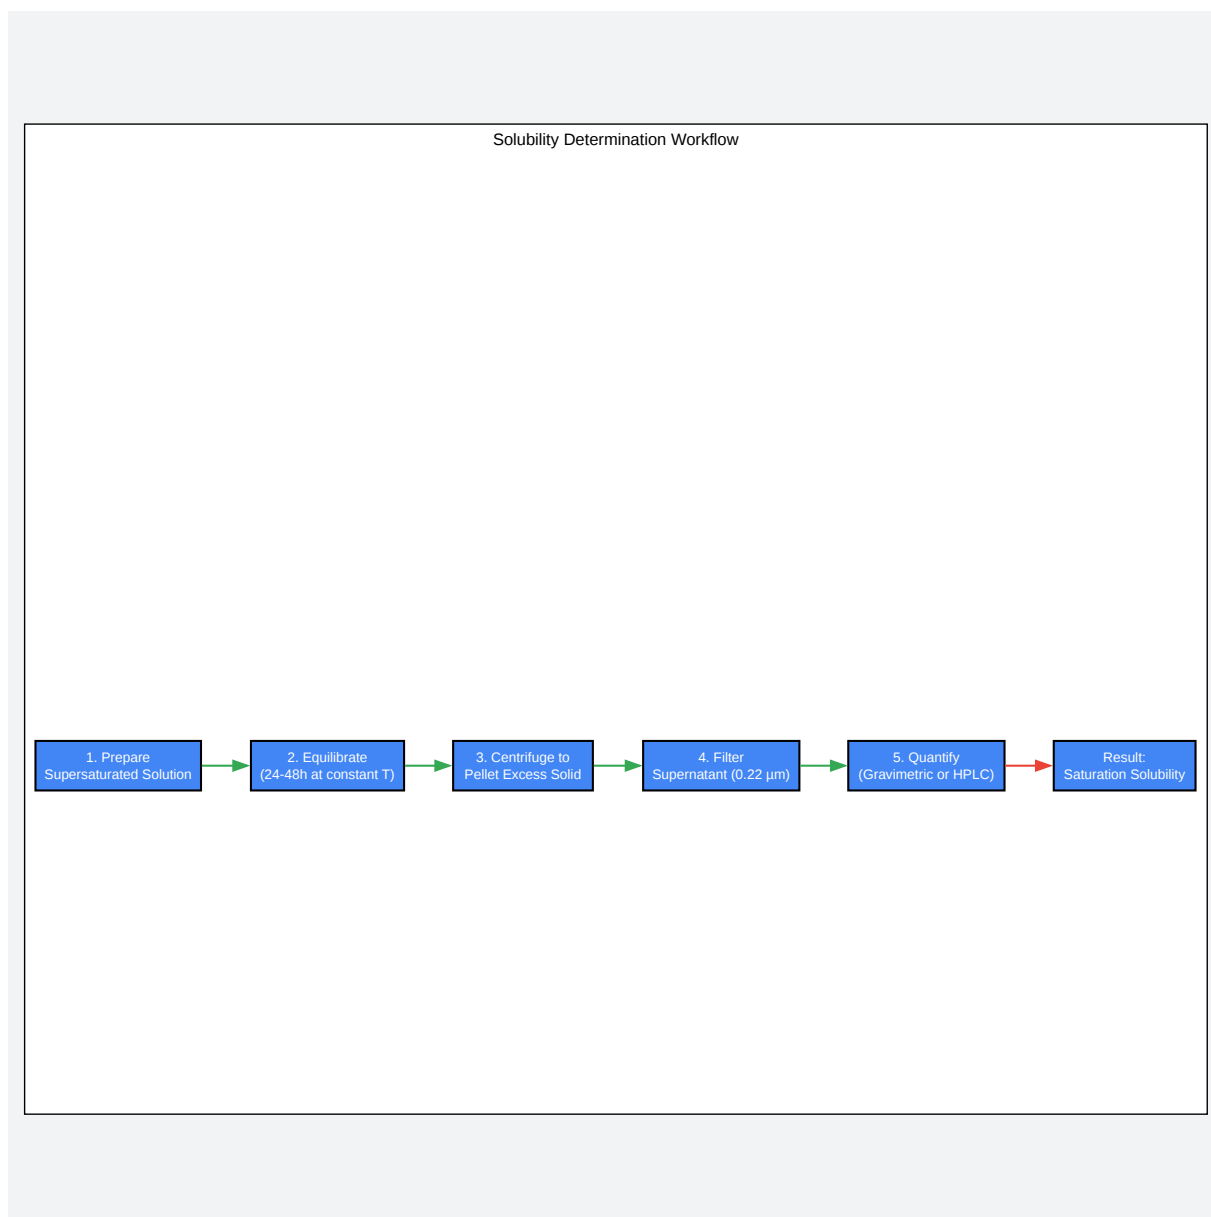 Solubility Determination Workflow
1. Prepare
Supersaturated Solution
2. Equilibrate
(24-48h at constant T)
3. Centrifuge to
Pellet Excess Solid
4. Filter
Supernatant (0.22 µm)
5. Quantify
(Gravimetric or HPLC)
Result:
Saturation Solubility